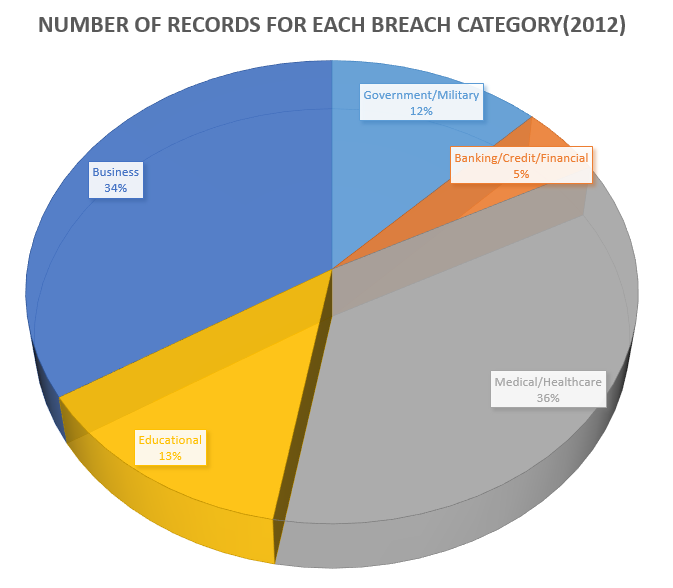 NUMBER OF RECORDS FOR EACH BREACH CATEGORY(2012)
Government/Military
12%
Banking/Credit/Financial
5%
Business
34%
Medical/Healthcare
36%
Educational
13%